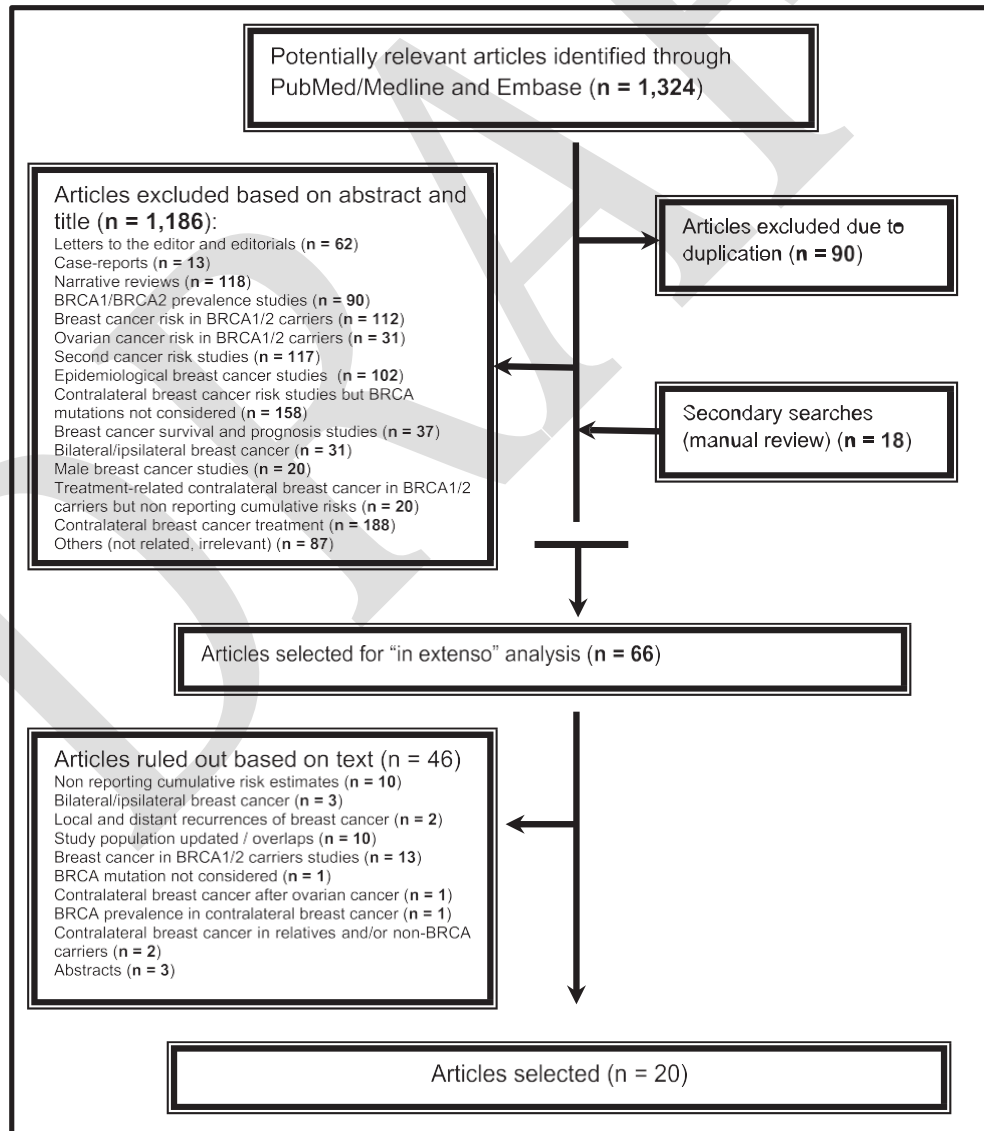 Potentially relevant articles identified through
PubMed/Medline and Embase (n = 1,324)
Articles excluded based on abstract and
title (n = 1,186):
Letters to the editor and editorials (n = 62)
Case-reports (n = 13)
Narrative reviews (n = 118)
BRCA1/BRCA2 prevalence studies (n = 90)
Breast cancer risk in BRCA1/2 carriers (n = 112)
Ovarian cancer risk in BRCA1/2 carriers (n = 31)
Second cancer risk studies (n = 117)
Epidemiological breast cancer studies (n = 102)
Contralateral breast cancer risk studies but BRCA
mutations not considered (n = 158)
Breast cancer survival and prognosis studies (n = 37)
Bilateral/ipsilateral breast cancer (n = 31)
Male breast cancer studies (n = 20)
Treatment-related contralateral breast cancer in BRCA1/2
carriers but non reporting cumulative risks (n = 20)
Contralateral breast cancer treatment (n = 188)
Others (not related, irrelevant) (n = 87)
Articles excluded due to
duplication (n = 90)
Secondary searches
(manual review) (n = 18)
Articles selected for “in extenso” analysis (n = 66)
Articles ruled out based on text (n = 46)
Non reporting cumulative risk estimates (n = 10)
Bilateral/ipsilateral breast cancer (n = 3)
Local and distant recurrences of breast cancer (n = 2)
Study population updated / overlaps (n = 10)
Breast cancer in BRCA1/2 carriers studies (n = 13)
BRCA mutation not considered (n = 1)
Contralateral breast cancer after ovarian cancer (n = 1)
BRCA prevalence in contralateral breast cancer (n = 1)
Contralateral breast cancer in relatives and/or non-BRCA
carriers (n = 2)
Abstracts (n = 3)
Articles selected (n = 20)
DRAF